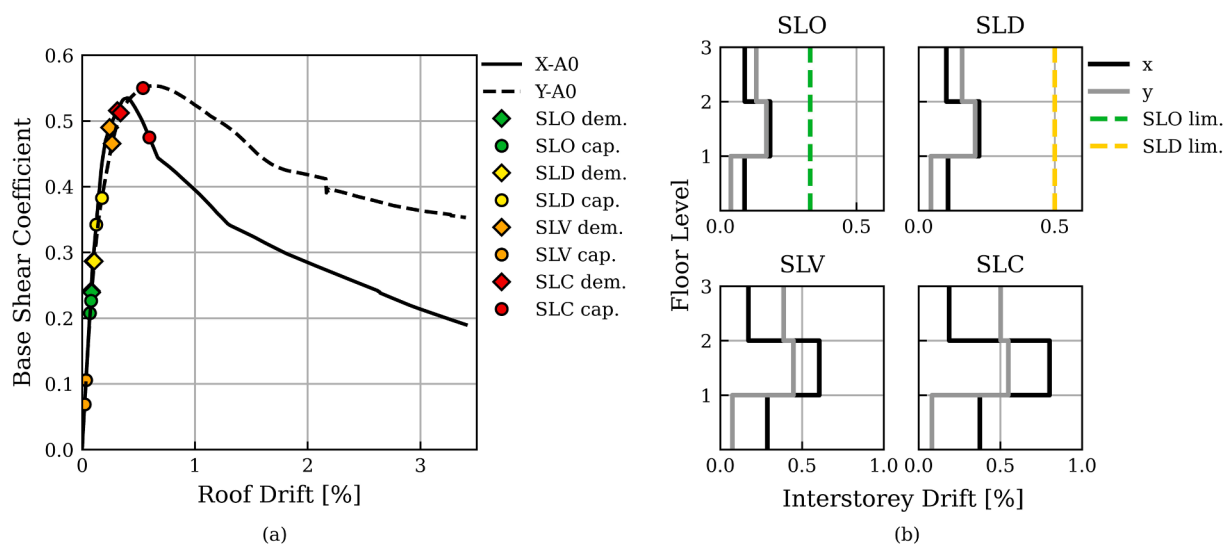 Base Shear Coefficient
0.6
0.5
0.4
0.3
0.2
0.1
0.0
0
1
2
3
Roof Drift [%]
X-A0
Y-A0
SLO dem.
SLO cap.
SLD dem.
SLD cap.
SLV dem.
SLV cap.
SLC dem.
SLC cap.
(a)
Floor Level
SLO
3
2
1
0.0
0.5
SLD
0.0
0.5
x
y
SLO lim.
SLD lim.
SLV
3
2
1
0.0
0.5
1.0
SLC
0.0
0.5
1.0
Interstorey Drift [%]
(b)